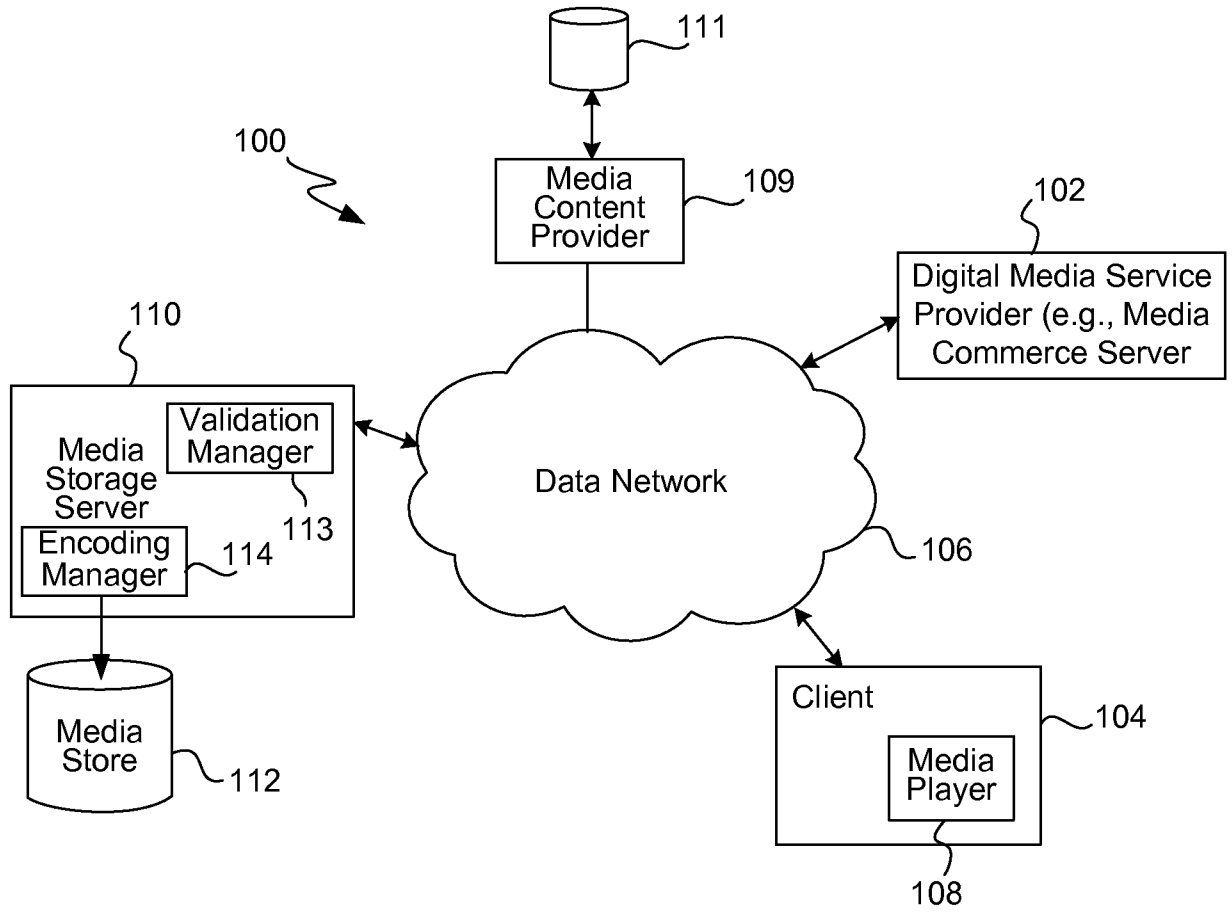 111
100
Media
Content
Provider
109
102
Digital Media Service
Provider (e.g., Media
Commerce Server
110
Validation
Manager
Media
Storage
Server
113
Encoding
Manager
114
Data Network
106
Media
Store
112
Client
104
Media
Player
108